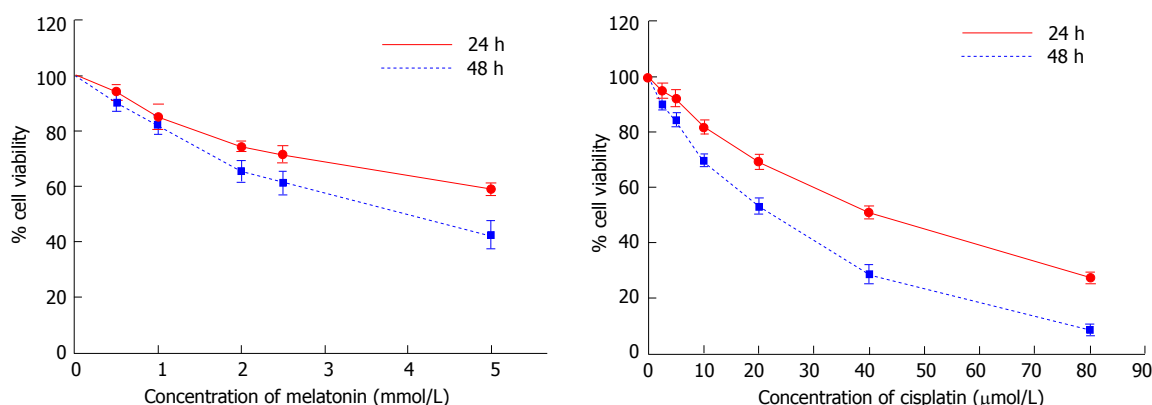 120
100
80
60
40
20
0
% cell viability
24 h
48 h
0 1 2 3 4 5
Concentration of melatonin (mmol/L)
120
100
80
60
40
20
0
% cell viability
24 h
48 h
0 10 20 30 40 50 60 70 80 90
Concentration of cisplatin (μmol/L)